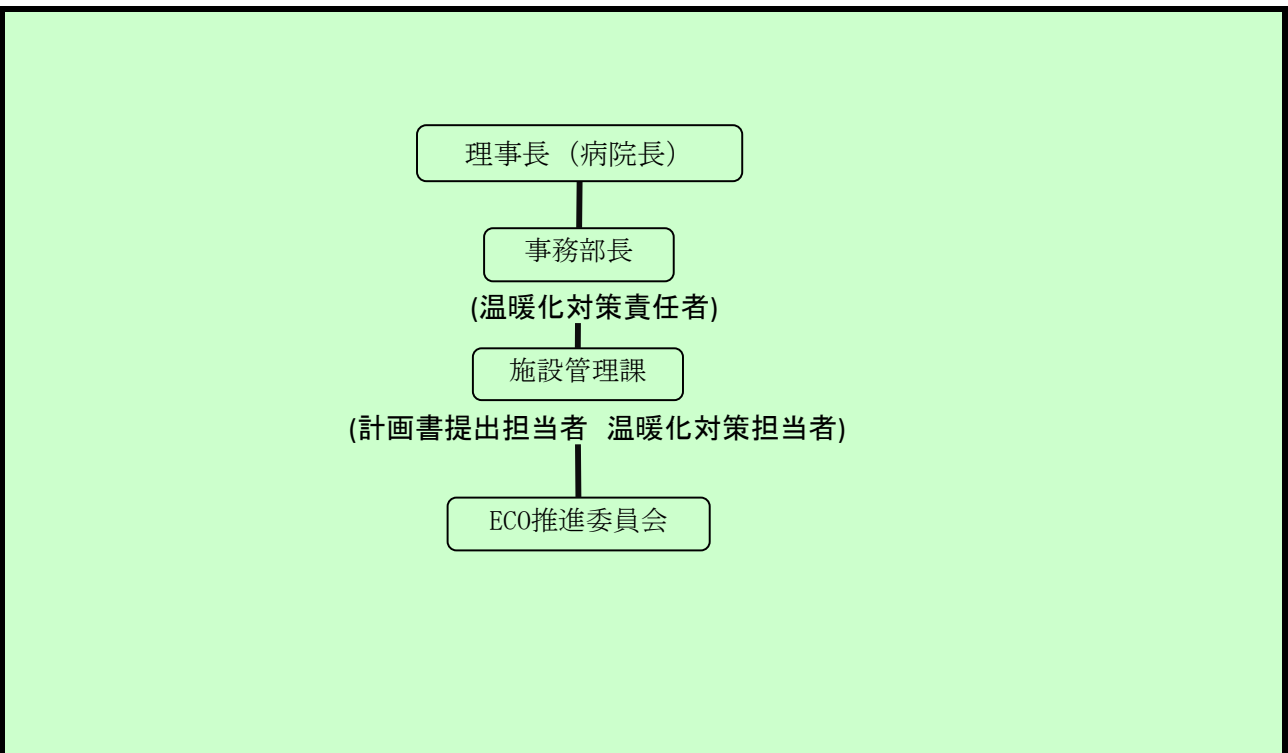 理事長（病院長）
事務部長
(温暖化対策責任者)
施設管理課
(計画書提出担当者　温暖化対策担当者)
ECO推進委員会